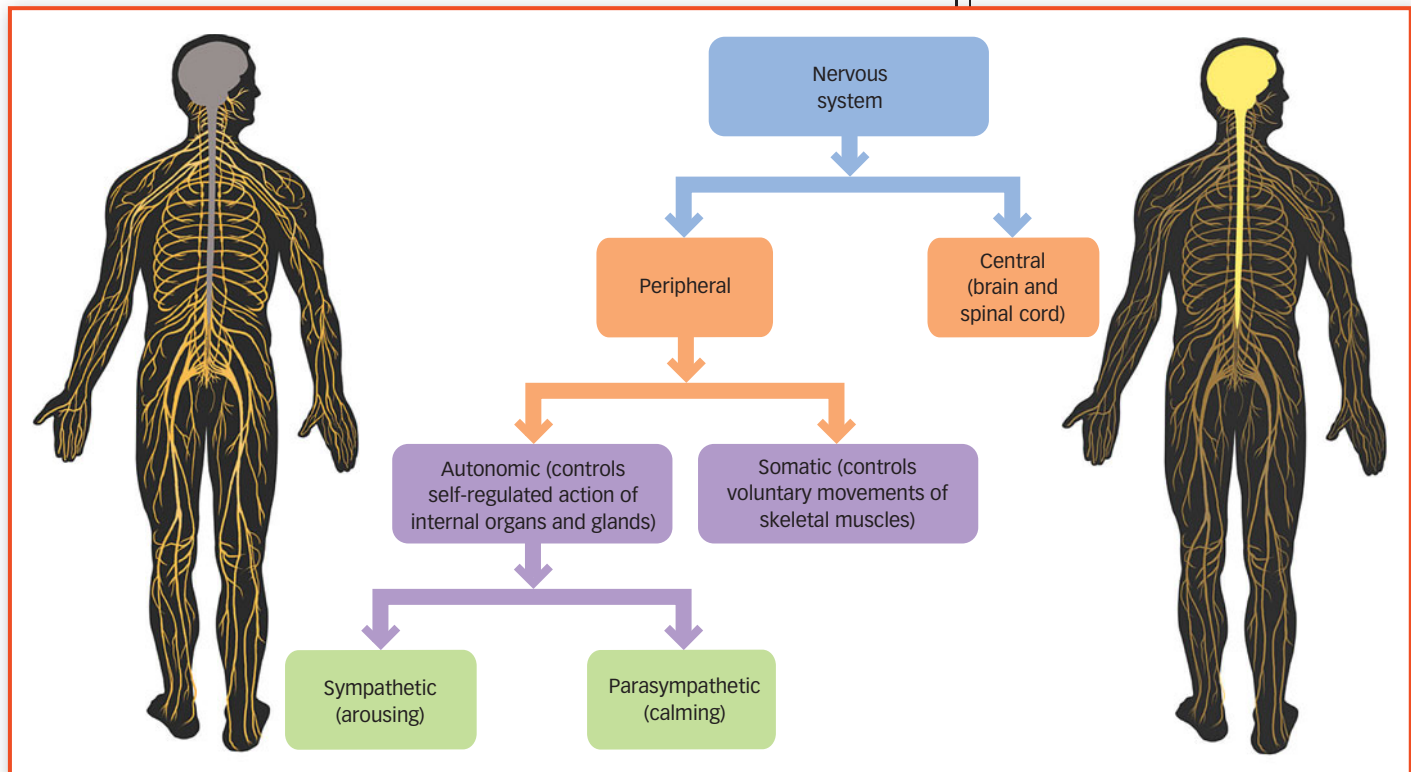 Nervous
system
Peripheral
Central
(brain and
spinal cord)
Autonomic (controls
self-regulated action of
internal organs and glands)
Somatic (controls
voluntary movements of
skeletal muscles)
Sympathetic
(arousing)
Parasympathetic
(calming)